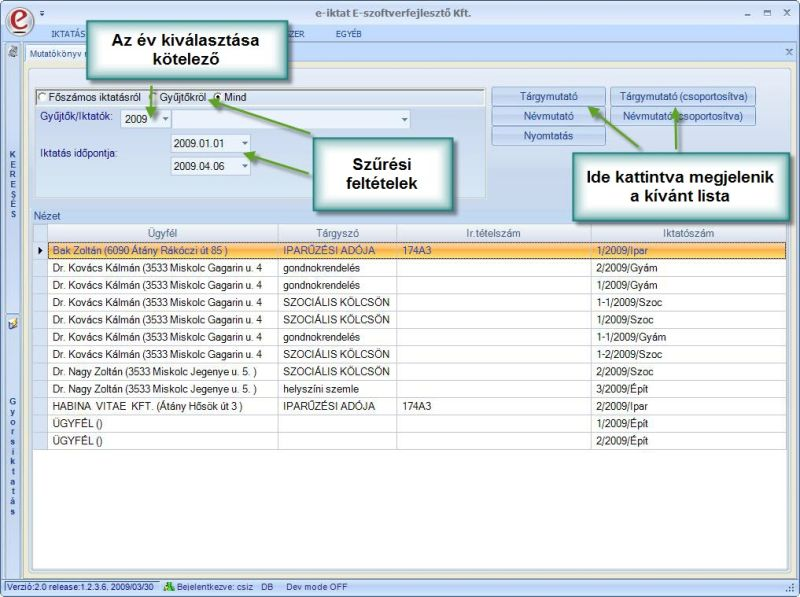 e-iktat E-szoftverfejlesztő Kft.
IKTATÁS
ZER
EGYÉB
Mutatókönyv
Az év kiválasztása
kötelező
Főszámos iktatásról
Gyűjtőkről
Mind
Gyűjtők/Iktatók:
2009
Iktatás időpontja:
2009.01.01
2009.04.06
Szűrési
feltételek
Tárgymutató
Tárgymutató (csoportosítva)
Névmutató
Névmutató (csoportosítva)
Nyomtatás
Ide kattintva megjelenik
a kívánt lista
KERESÉS
Gyorsiktatás
Nézet
Ügyfél Tárgyszó Ir.tételszám Iktatószám
Bak Zoltán (6090 Átány Rákóczi út 85 ) IPARŰZÉSI ADÓJA 174A3 1/2009/Ipar
Dr. Kovács Kálmán (3533 Miskolc Gagarin u. 4 gondnokrendelés 2/2009/Gyám
Dr. Kovács Kálmán (3533 Miskolc Gagarin u. 4 gondnokrendelés 1/2009/Gyám
Dr. Kovács Kálmán (3533 Miskolc Gagarin u. 4 SZOCIÁLIS KÖLCSÖN 1-1/2009/Szoc
Dr. Kovács Kálmán (3533 Miskolc Gagarin u. 4 SZOCIÁLIS KÖLCSÖN 1/2009/Szoc
Dr. Kovács Kálmán (3533 Miskolc Gagarin u. 4 gondnokrendelés 1-1/2009/Gyám
Dr. Kovács Kálmán (3533 Miskolc Gagarin u. 4 SZOCIÁLIS KÖLCSÖN 1-2/2009/Szoc
Dr. Nagy Zoltán (3533 Miskolc Jegenye u. 5. ) SZOCIÁLIS KÖLCSÖN 2/2009/Szoc
Dr. Nagy Zoltán (3533 Miskolc Jegenye u. 5. ) helyszíni szemle 3/2009/Épít
HABINA VITAE KFT. (Átány Hősök út 3 ) IPARŰZÉSI ADÓJA 174A3 2/2009/Ipar
ÜGYFÉL () 1/2009/Épít
ÜGYFÉL () 2/2009/Épít
Verzió:2.0 release:1.2.3.6, 2009/03/30 Bejelentkezve: csiz DB Dev mode OFF